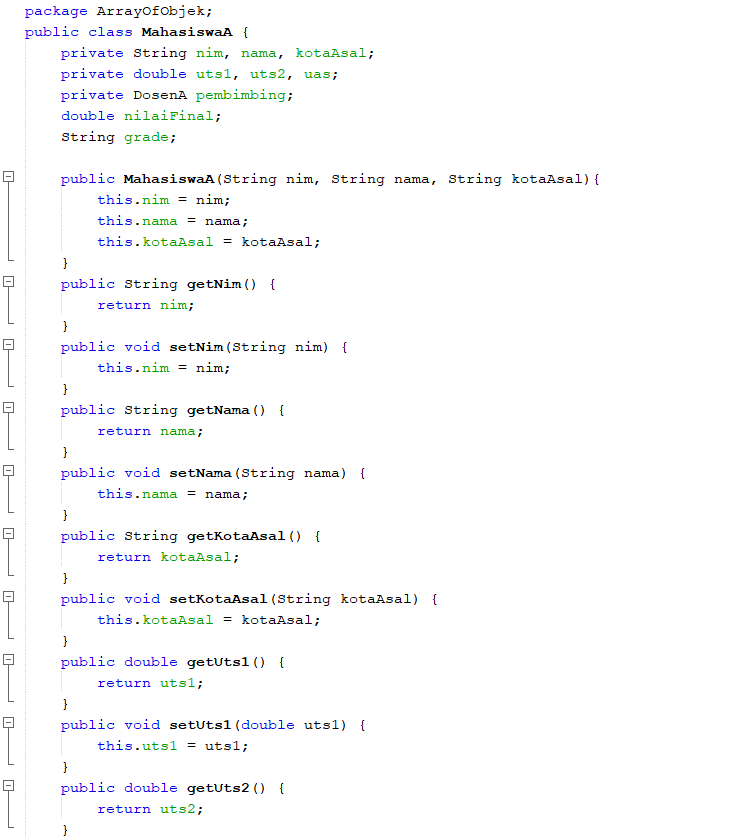 package ArrayOfObjek;
public class MahasiswaA {
    private String nim, nama, kotaAsal;
    private double uts1, uts2, uas;
    private DosenA pembimbing;
    double nilaiFinal;
    String grade;

    public MahasiswaA(String nim, String nama, String kotaAsal){
        this.nim = nim;
        this.nama = nama;
        this.kotaAsal = kotaAsal;
    }
    public String getNim() {
        return nim;
    }
    public void setNim(String nim) {
        this.nim = nim;
    }
    public String getNama() {
        return nama;
    }
    public void setNama(String nama) {
        this.nama = nama;
    }
    public String getKotaAsal() {
        return kotaAsal;
    }
    public void setKotaAsal(String kotaAsal) {
        this.kotaAsal = kotaAsal;
    }
    public double getUts1() {
        return uts1;
    }
    public void setUts1(double uts1) {
        this.uts1 = uts1;
    }
    public double getUts2() {
        return uts2;
    }